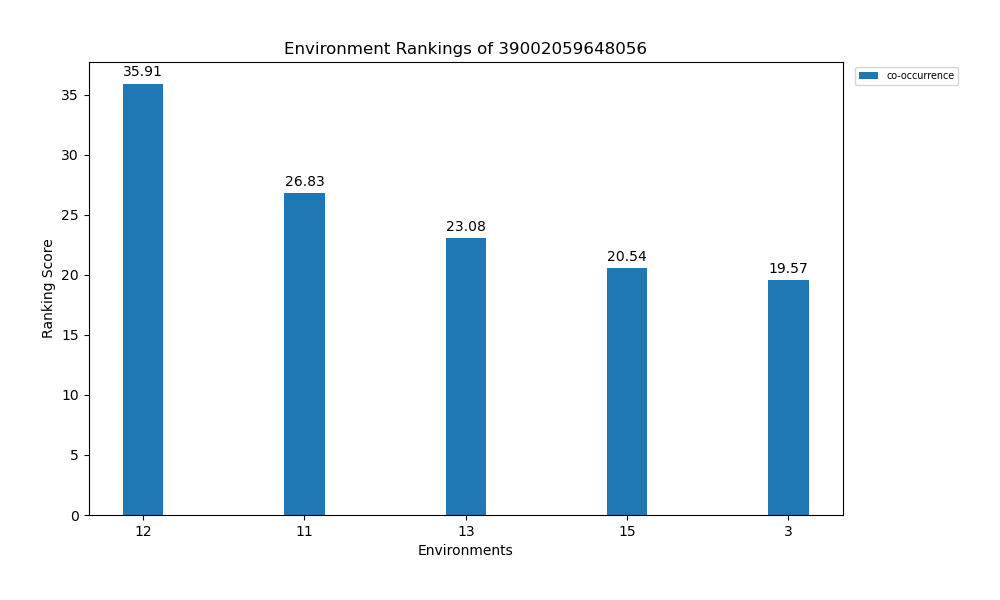 Environment Rankings of 39002059648056
co-occurrence
35.91
26.83
23.08
20.54
19.57
35
30
25
20
15
10
5
0
Ranking Score
12 11 13 15 3
Environments